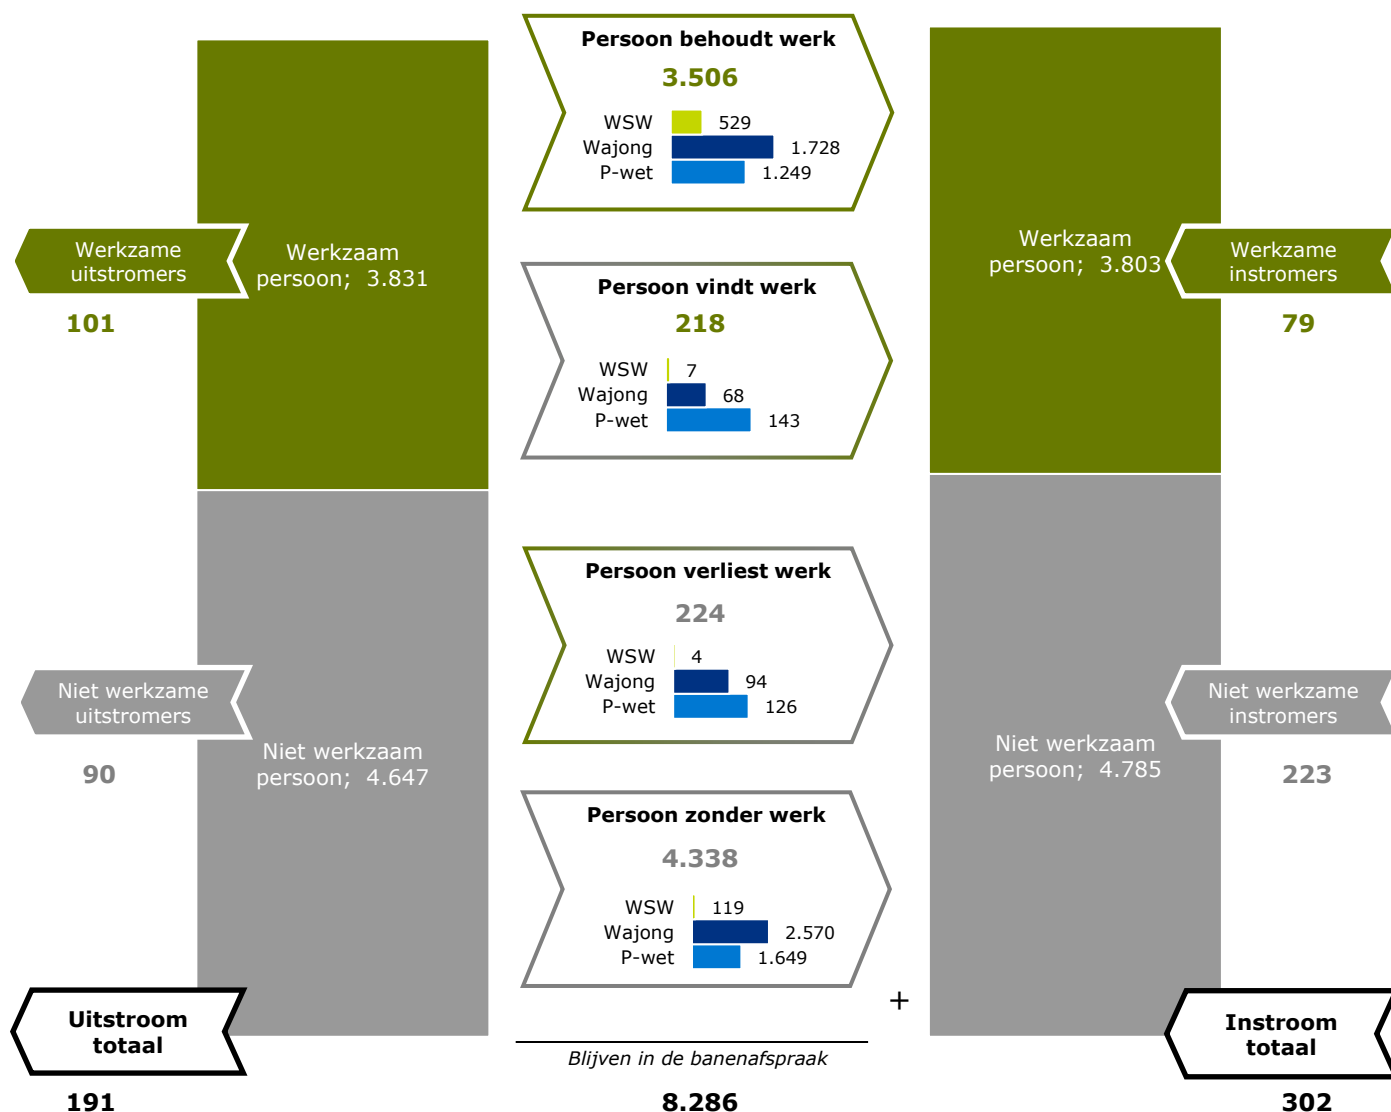 Persoon behoudt werk
3.506
WSW 529
Wajong 1.728
P-wet 1.249
Werkzame
uitstromers
101
Werkzaam
persoon; 3.831
Werkzaam
persoon; 3.803
Werkzame
instromers
79
Persoon vindt werk
218
WSW 7
Wajong 68
P-wet 143
Persoon verliest werk
224
WSW 4
Wajong 94
P-wet 126
Niet werkzame
uitstromers
90
Niet werkzaam
persoon; 4.647
Niet werkzaam
persoon; 4.785
Niet werkzame
instromers
223
Persoon zonder werk
4.338
WSW 119
Wajong 2.570
P-wet 1.649
+
Uitstroom
totaal
191
Blijven in de banenafspraak
8.286
Instroom
totaal
302